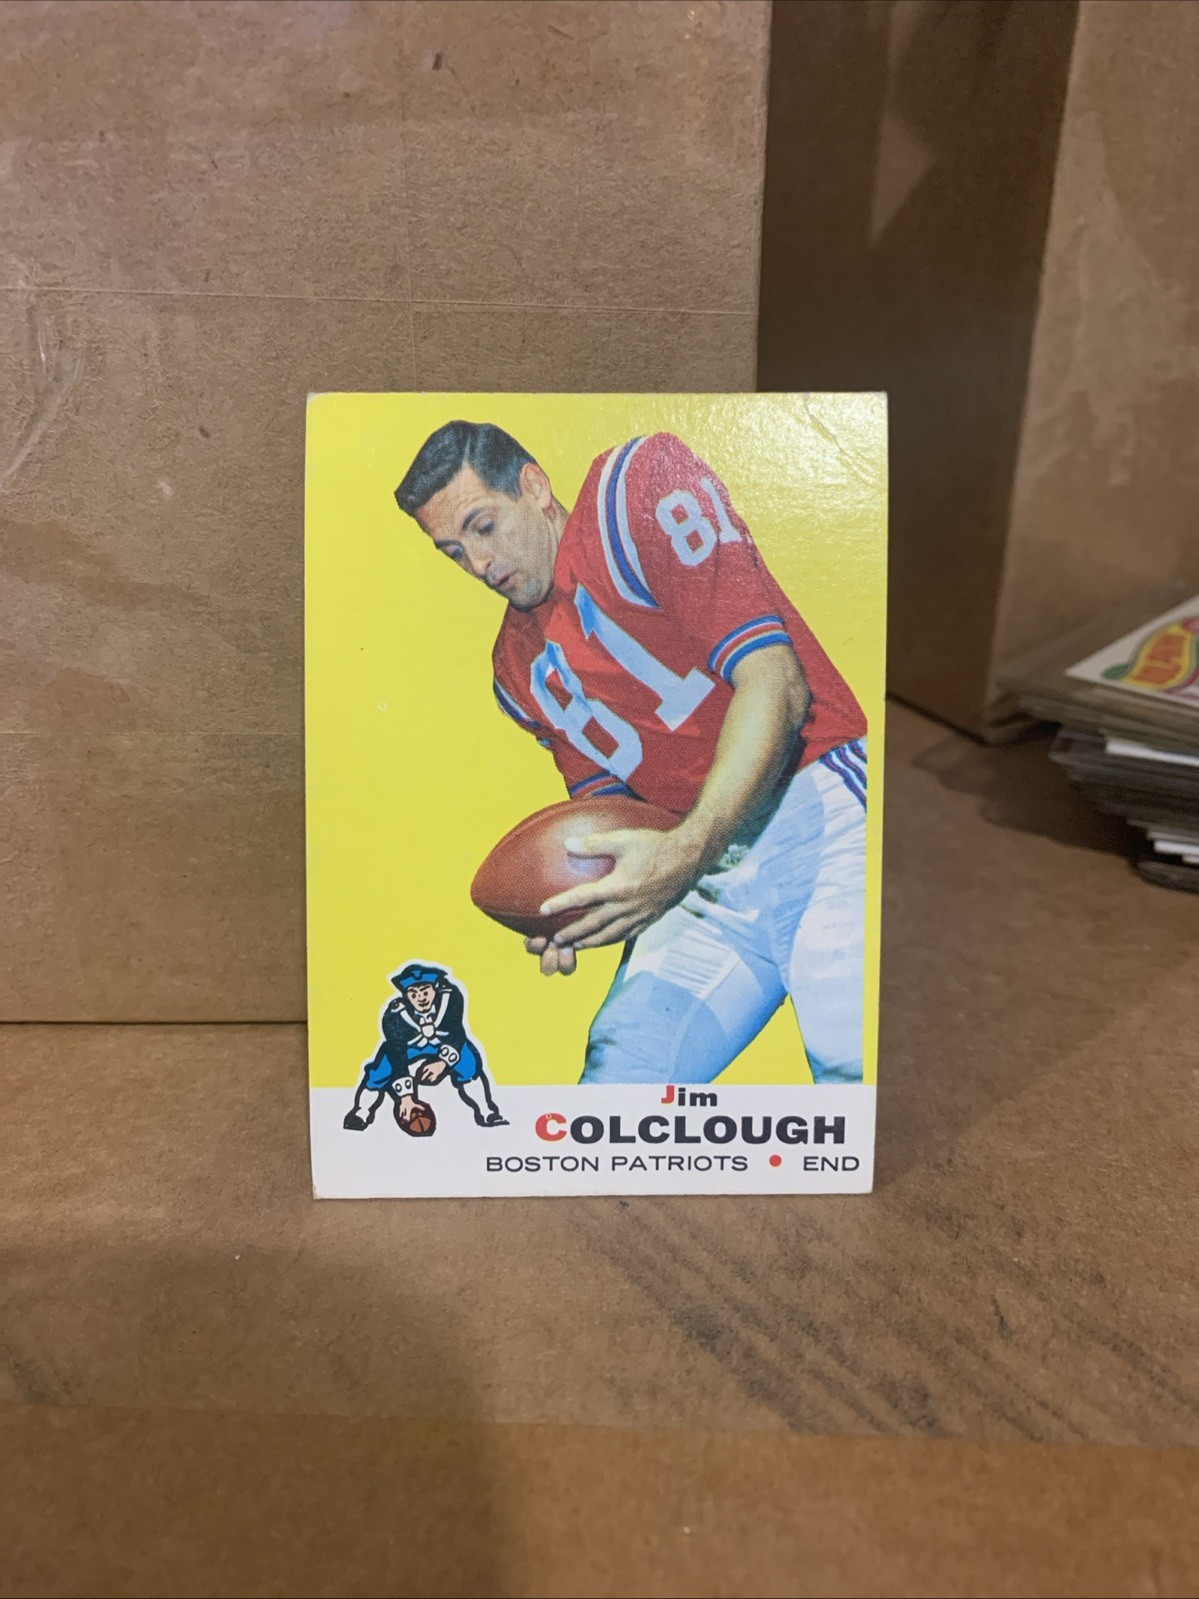 81
81
Jim
COLCLOUGH
BOSTON PATRIOTS • END